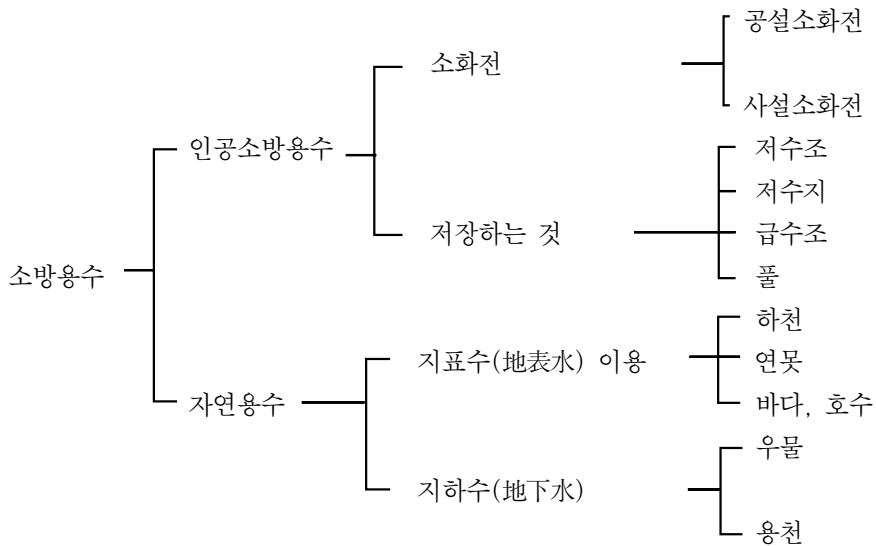 공설소화전
소화전
사설소화전
인공소방용수
저수조
저수지
저장하는 것
급수조
풀
소방용수
하천
지표수(地表水) 이용
연못
자연용수
바다, 호수
우물
지하수(地下水)
용천